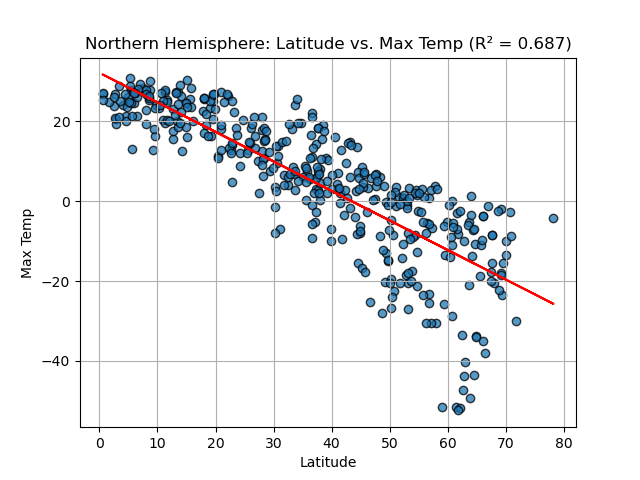 Northern Hemisphere: Latitude vs. Max Temp (R² = 0.687)
20
0
−20
−40
Max Temp
0 10 20 30 40 50 60 70 80
Latitude